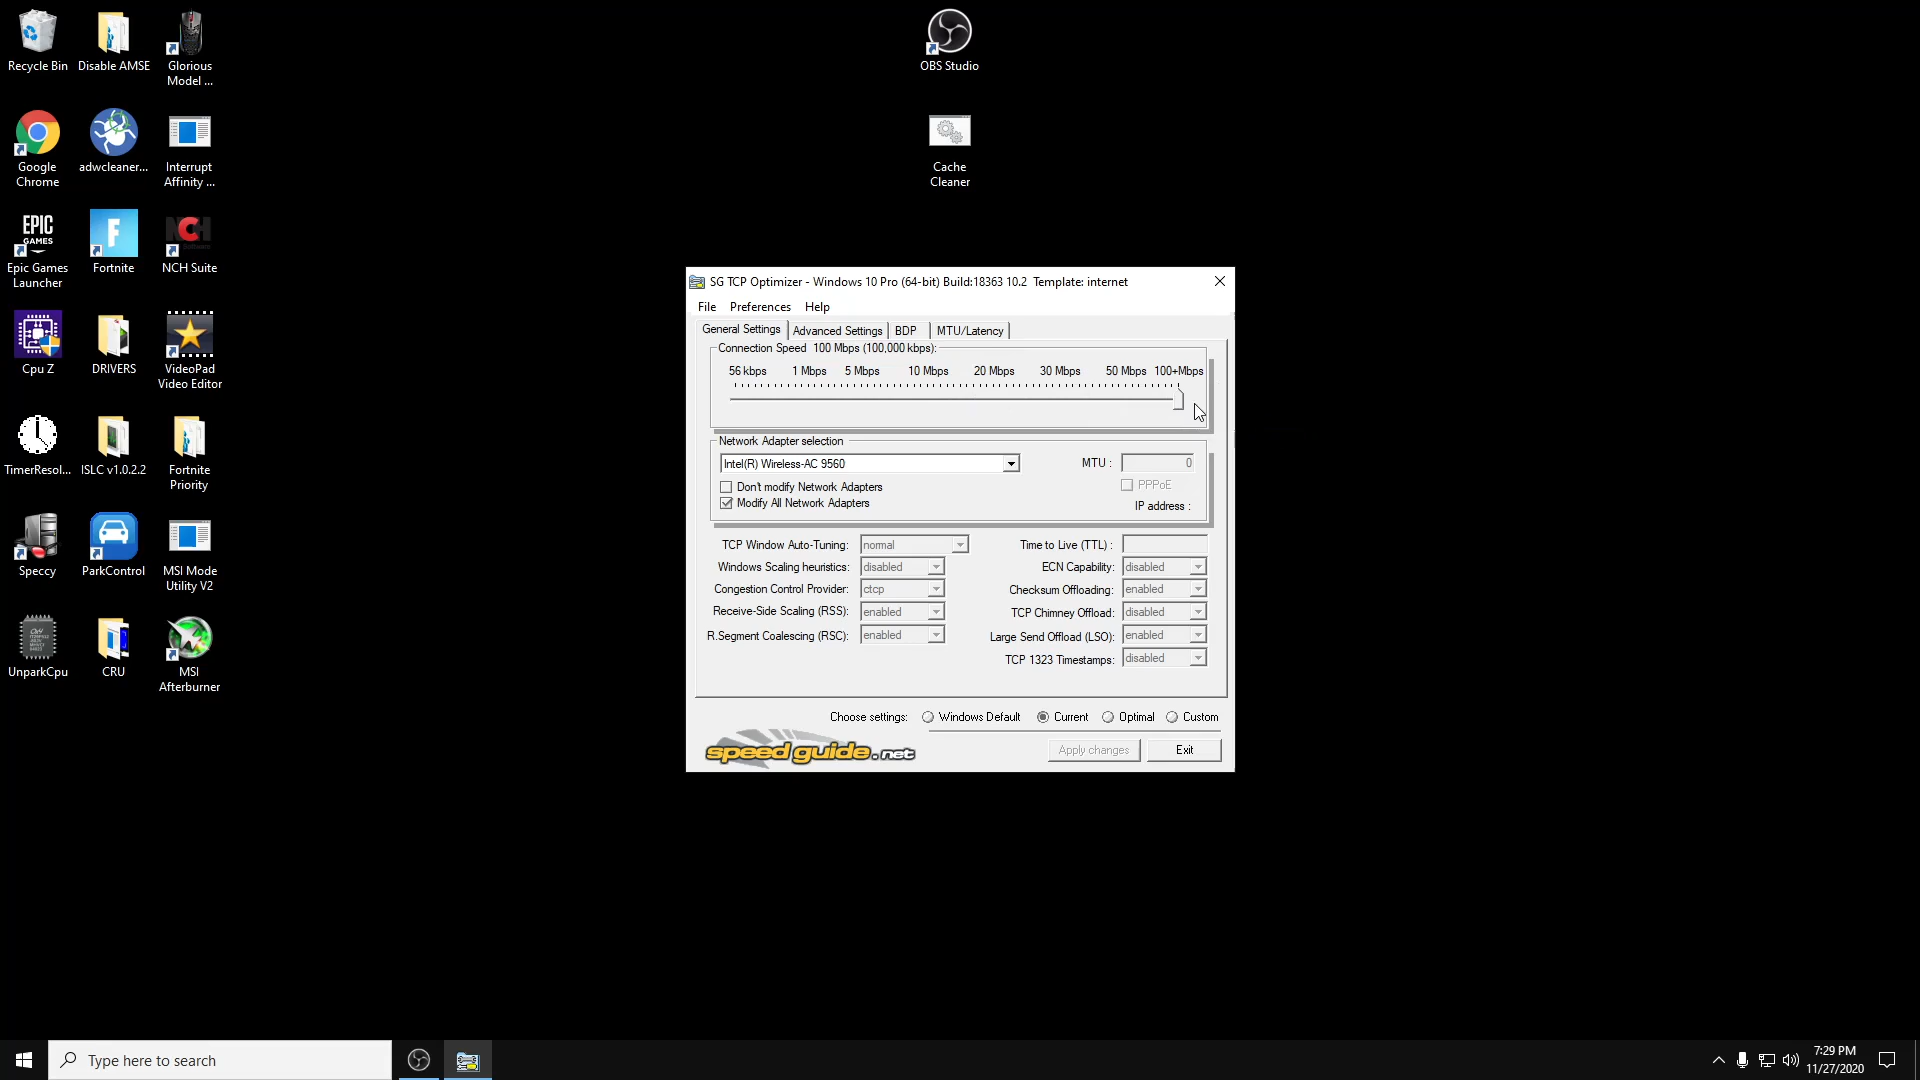 Recycle Bin
Disable AMSE
Glorious
Model ...
Google
Chrome
adwcleaner...
Interrupt
Affinity ...
EPIC
GAMES
Epic Games
Launcher
F
Fortnite
NCH
NCH Suite
Cpu Z
DRIVERS
VideoPad
Video Editor
TimerResol...
ISLC v1.0.2.2
Fortnite
Priority
Speccy
ParkControl
MSI Mode
Utility V2
UnparkCpu
CRU
MSI
Afterburner
OBS Studio
Cache
Cleaner
SG TCP Optimizer - Windows 10 Pro (64-bit) Build:18363 10.2 Template: internet
File Preferences Help
General Settings Advanced Settings BDP MTU/Latency
Connection Speed 100 Mbps (100,000 kbps):
56 kbps 1 Mbps 5 Mbps 10 Mbps 20 Mbps 30 Mbps 50 Mbps 100+Mbps
Network Adapter selection
Intel(R) Wireless-AC 9560
MTU : 0
Don't modify Network Adapters
PPPoE
Modify All Network Adapters
IP address :
TCP Window Auto-Tuning: normal
Time to Live (TTL) :
Windows Scaling heuristics: disabled
ECN Capability: disabled
Congestion Control Provider: ctcp
Checksum Offloading: enabled
Receive-Side Scaling (RSS): enabled
TCP Chimney Offload: disabled
R.Segment Coalescing (RSC): enabled
Large Send Offload (LSO): enabled
TCP 1323 Timestamps: disabled
Choose settings: Windows Default Current Optimal Custom
speedguide.net
Apply changes Exit
Type here to search
7:29 PM
11/27/2020